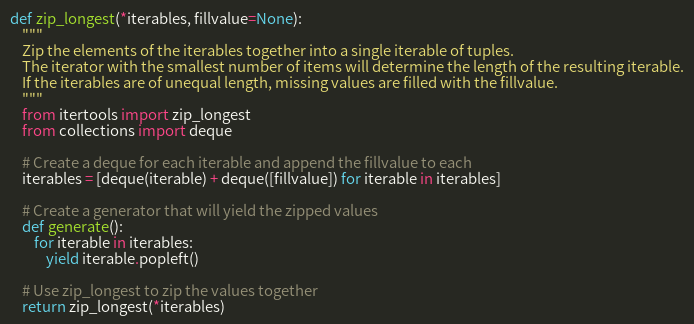 def zip_longest(*iterables, fillvalue=None):
"""
Zip the elements of the iterables together into a single iterable of tuples.
The iterator with the smallest number of items will determine the length of the resulting iterable.
If the iterables are of unequal length, missing values are filled with the fillvalue.
"""
from itertools import zip_longest
from collections import deque
# Create a deque for each iterable and append the fillvalue to each
iterables = [deque(iterable) + deque([fillvalue]) for iterable in iterables]
# Create a generator that will yield the zipped values
def generate():
for iterable in iterables:
yield iterable.popleft()
# Use zip_longest to zip the values together
return zip_longest(*iterables)